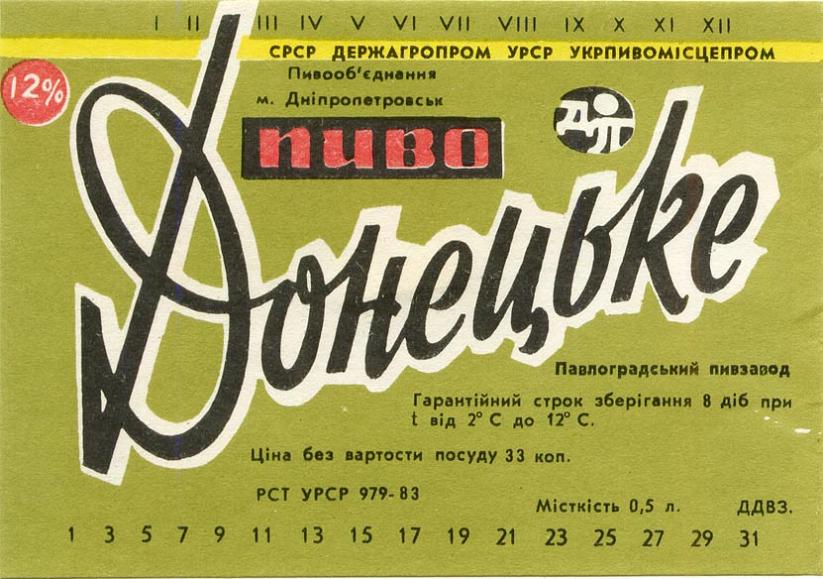 I II III IV V VI VII VIII IX X XI XII
СРСР ДЕРЖАГРОПРОМ УРСР УКРПИВОМІСЦЕПРОМ
12%
Пивооб'єднання
м. Дніпропетровськ
ДП
ПИВО
Донецьке
Павлоградський пивзавод
Гарантійний строк зберігання 8 діб при
t від 2° С до 12° С.
Ціна без вартости посуду 33 коп.
РСТ УРСР 979-83
Місткість 0,5 л. ДДВЗ.
1 3 5 7 9 11 13 15 17 19 21 23 25 27 29 31